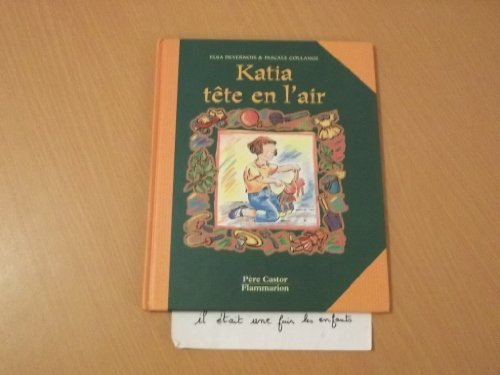 ELSA DEVERNOIS & PASCALE COLLANGE
Katia
tête en l'air
Père Castor
Flammarion
il était une fois les enfants